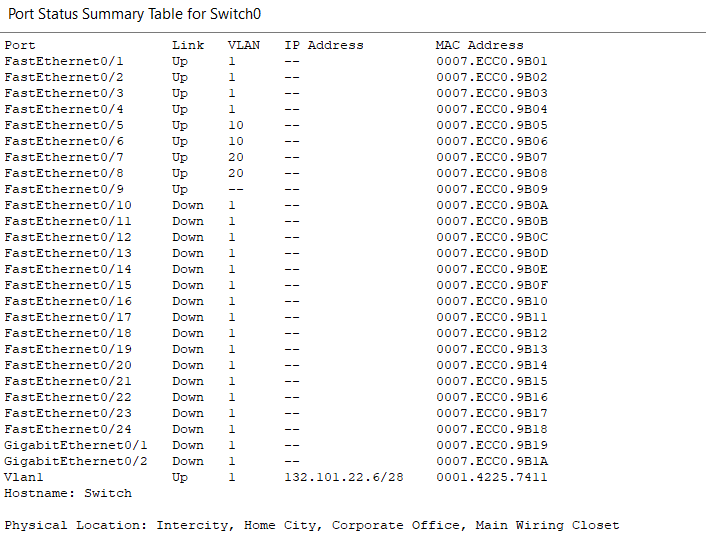 Port Status Summary Table for Switch0
Port Link VLAN IP Address MAC Address
FastEthernet0/1 Up 1 -- 0007.ECC0.9B01
FastEthernet0/2 Up 1 -- 0007.ECC0.9B02
FastEthernet0/3 Up 1 -- 0007.ECC0.9B03
FastEthernet0/4 Up 1 -- 0007.ECC0.9B04
FastEthernet0/5 Up 10 -- 0007.ECC0.9B05
FastEthernet0/6 Up 10 -- 0007.ECC0.9B06
FastEthernet0/7 Up 20 -- 0007.ECC0.9B07
FastEthernet0/8 Up 20 -- 0007.ECC0.9B08
FastEthernet0/9 Up -- -- 0007.ECC0.9B09
FastEthernet0/10 Down 1 -- 0007.ECC0.9B0A
FastEthernet0/11 Down 1 -- 0007.ECC0.9B0B
FastEthernet0/12 Down 1 -- 0007.ECC0.9B0C
FastEthernet0/13 Down 1 -- 0007.ECC0.9B0D
FastEthernet0/14 Down 1 -- 0007.ECC0.9B0E
FastEthernet0/15 Down 1 -- 0007.ECC0.9B0F
FastEthernet0/16 Down 1 -- 0007.ECC0.9B10
FastEthernet0/17 Down 1 -- 0007.ECC0.9B11
FastEthernet0/18 Down 1 -- 0007.ECC0.9B12
FastEthernet0/19 Down 1 -- 0007.ECC0.9B13
FastEthernet0/20 Down 1 -- 0007.ECC0.9B14
FastEthernet0/21 Down 1 -- 0007.ECC0.9B15
FastEthernet0/22 Down 1 -- 0007.ECC0.9B16
FastEthernet0/23 Down 1 -- 0007.ECC0.9B17
FastEthernet0/24 Down 1 -- 0007.ECC0.9B18
GigabitEthernet0/1 Down 1 -- 0007.ECC0.9B19
GigabitEthernet0/2 Down 1 -- 0007.ECC0.9B1A
Vlan1 Up 1 132.101.22.6/28 0001.4225.7411
Hostname: Switch
Physical Location: Intercity, Home City, Corporate Office, Main Wiring Closet